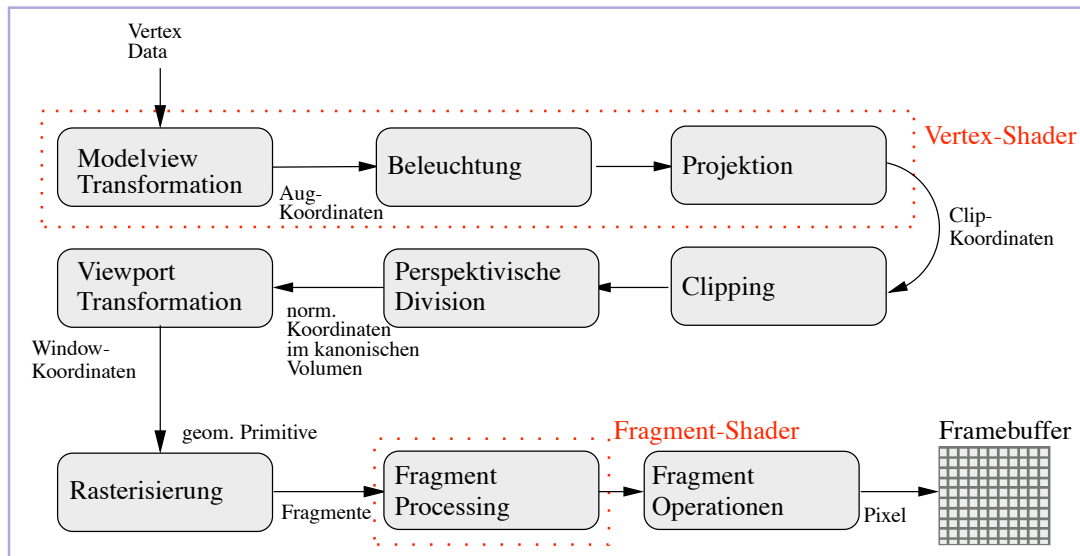 Vertex
Data
Vertex-Shader
Modelview
Transformation
Aug-
Koordinaten
Beleuchtung
Projektion
Clip-
Koordinaten
Viewport
Transformation
norm.
Koordinaten
im kanonischen
Volumen
Perspektivische
Division
Clipping
Window-
Koordinaten
geom. Primitive
Fragment-Shader
Framebuffer
Rasterisierung
Fragmente
Fragment
Processing
Fragment
Operationen
Pixel